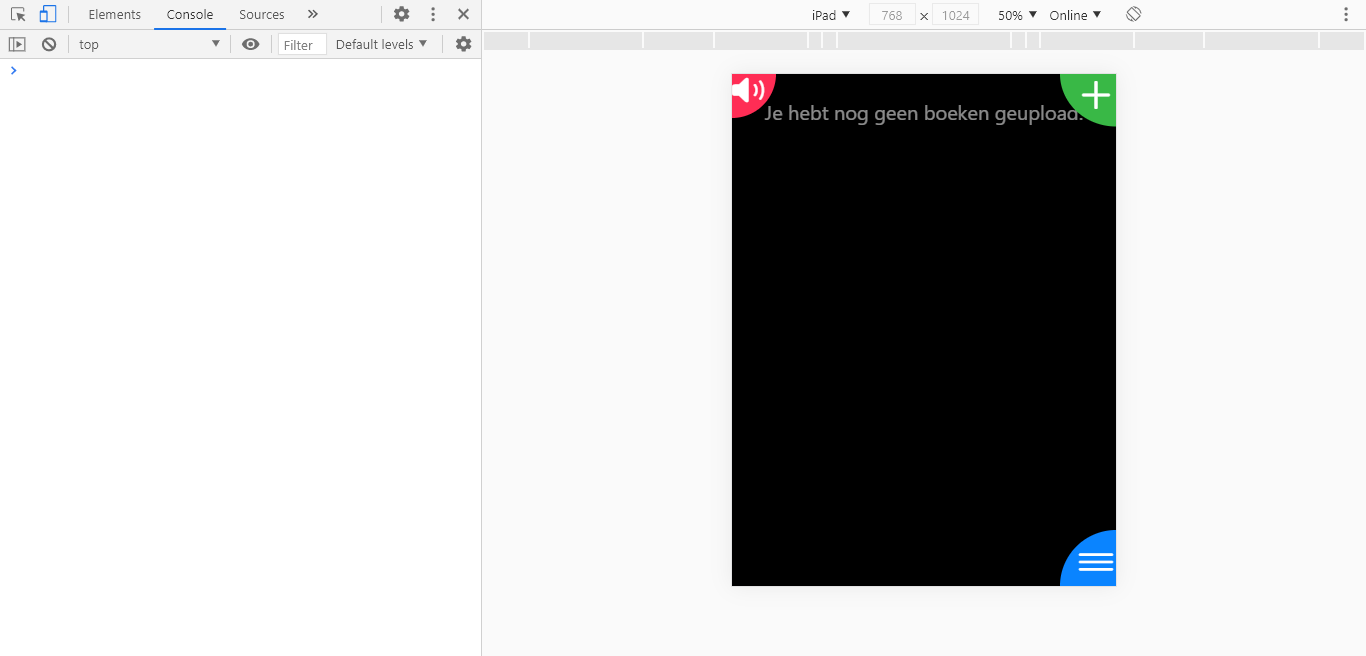 Elements Console Sources
top Filter Default levels
iPad 768 × 1024 50% Online
Je hebt nog geen boeken geupload.